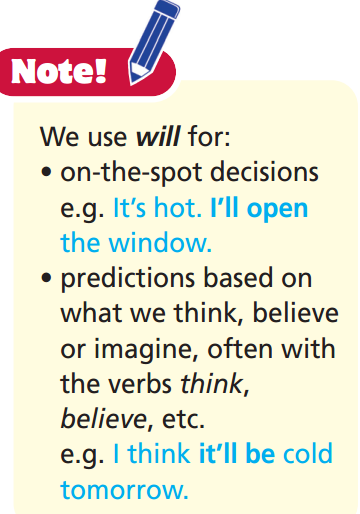 Note!
We use will for:
• on-the-spot decisions
e.g. It's hot. I'll open
the window.
• predictions based on
what we think, believe
or imagine, often with
the verbs think,
believe, etc.
e.g. I think it'll be cold
tomorrow.